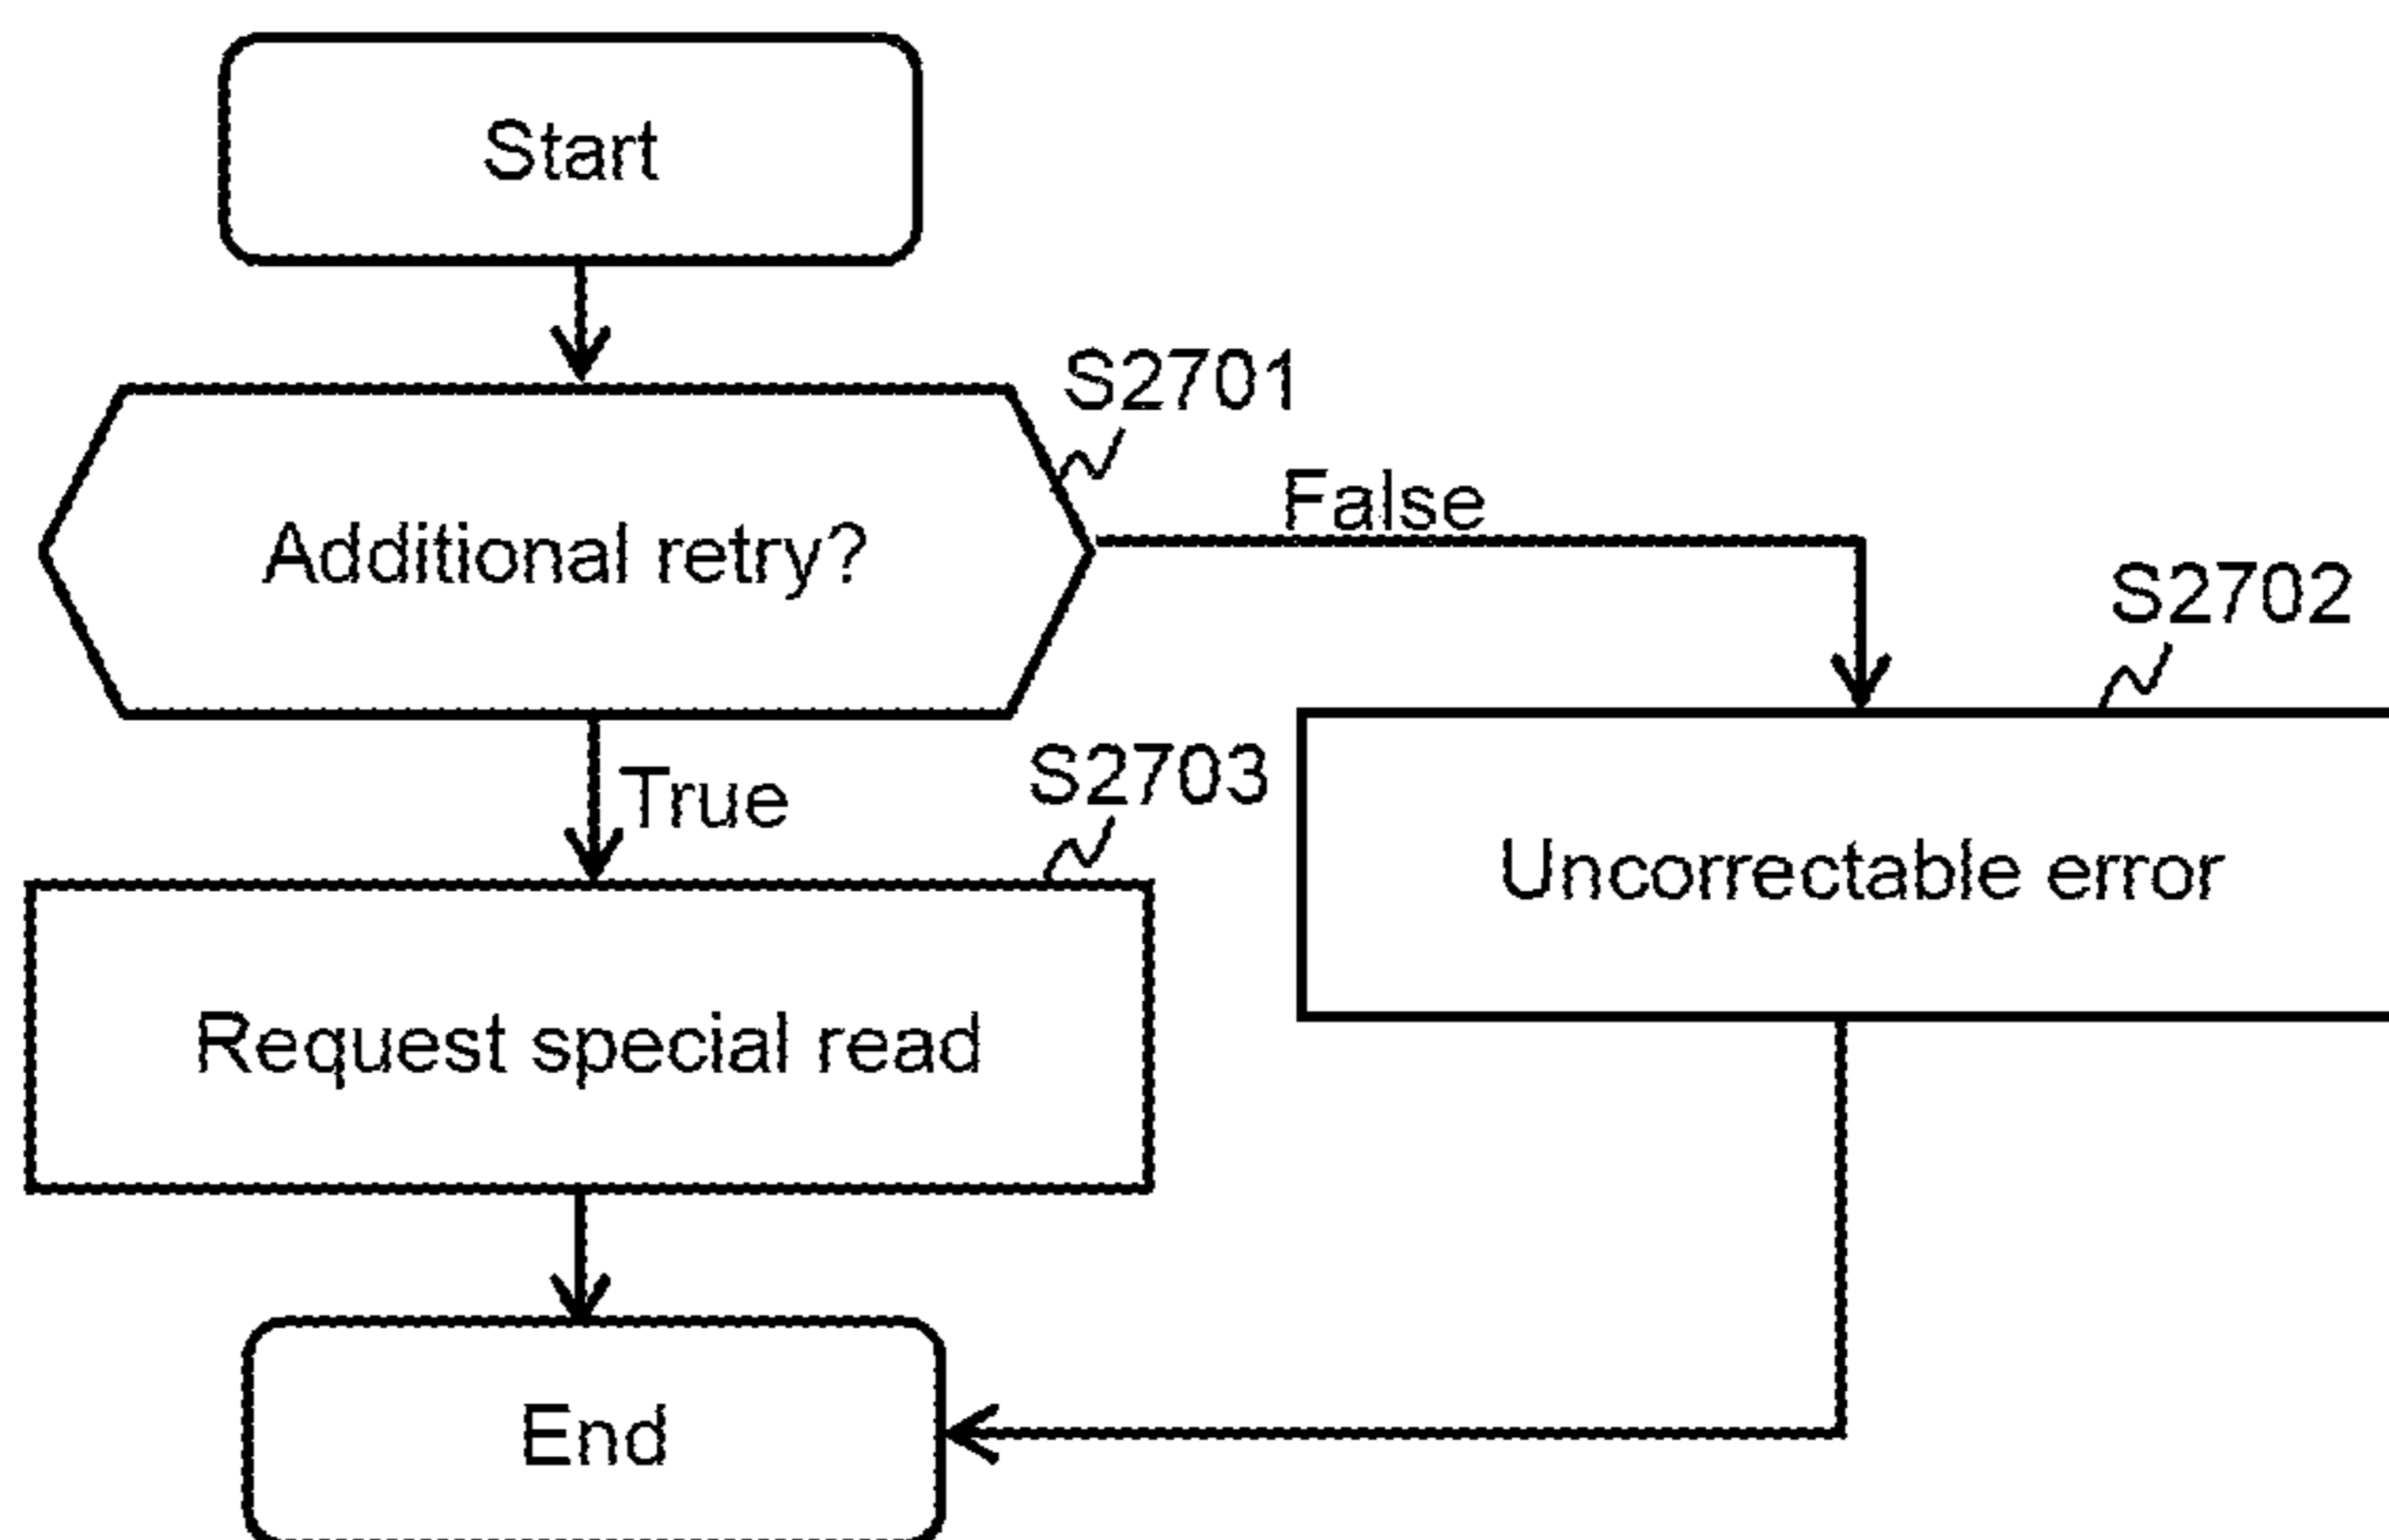 Start
S2701
Additional retry?
False
S2702
True
S2703
Uncorrectable error
Request special read
End